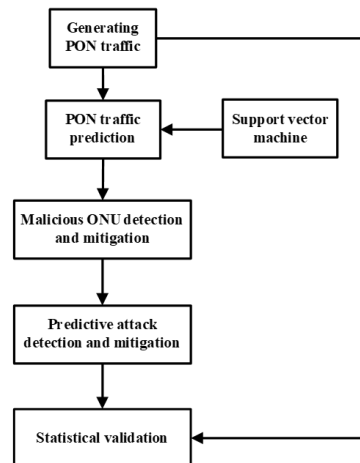 Generating
PON traffic
PON traffic
prediction
Support vector
machine
Malicious ONU detection
and mitigation
Predictive attack
detection and mitigation
Statistical validation